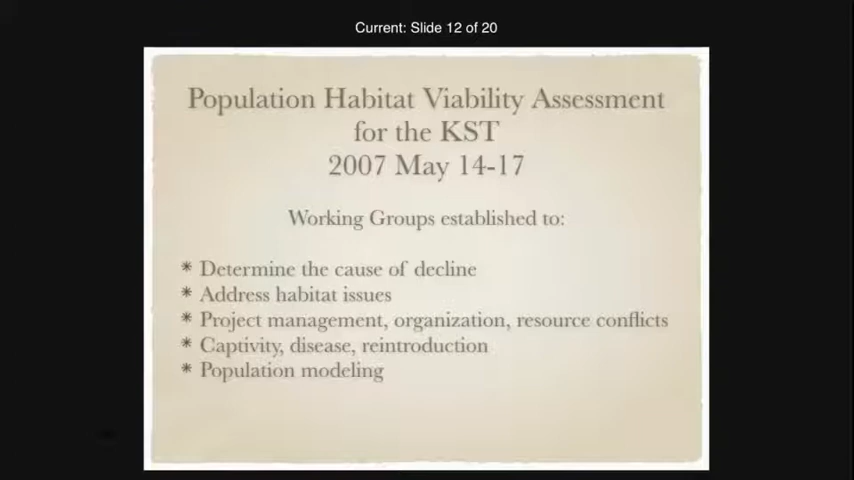 Current: Slide 12 of 20
Population Habitat Viability Assessment
for the KST
2007 May 14-17
Working Groups established to:
* Determine the cause of decline
* Address habitat issues
* Project management, organization, resource conflicts
* Captivity, disease, reintroduction
* Population modeling